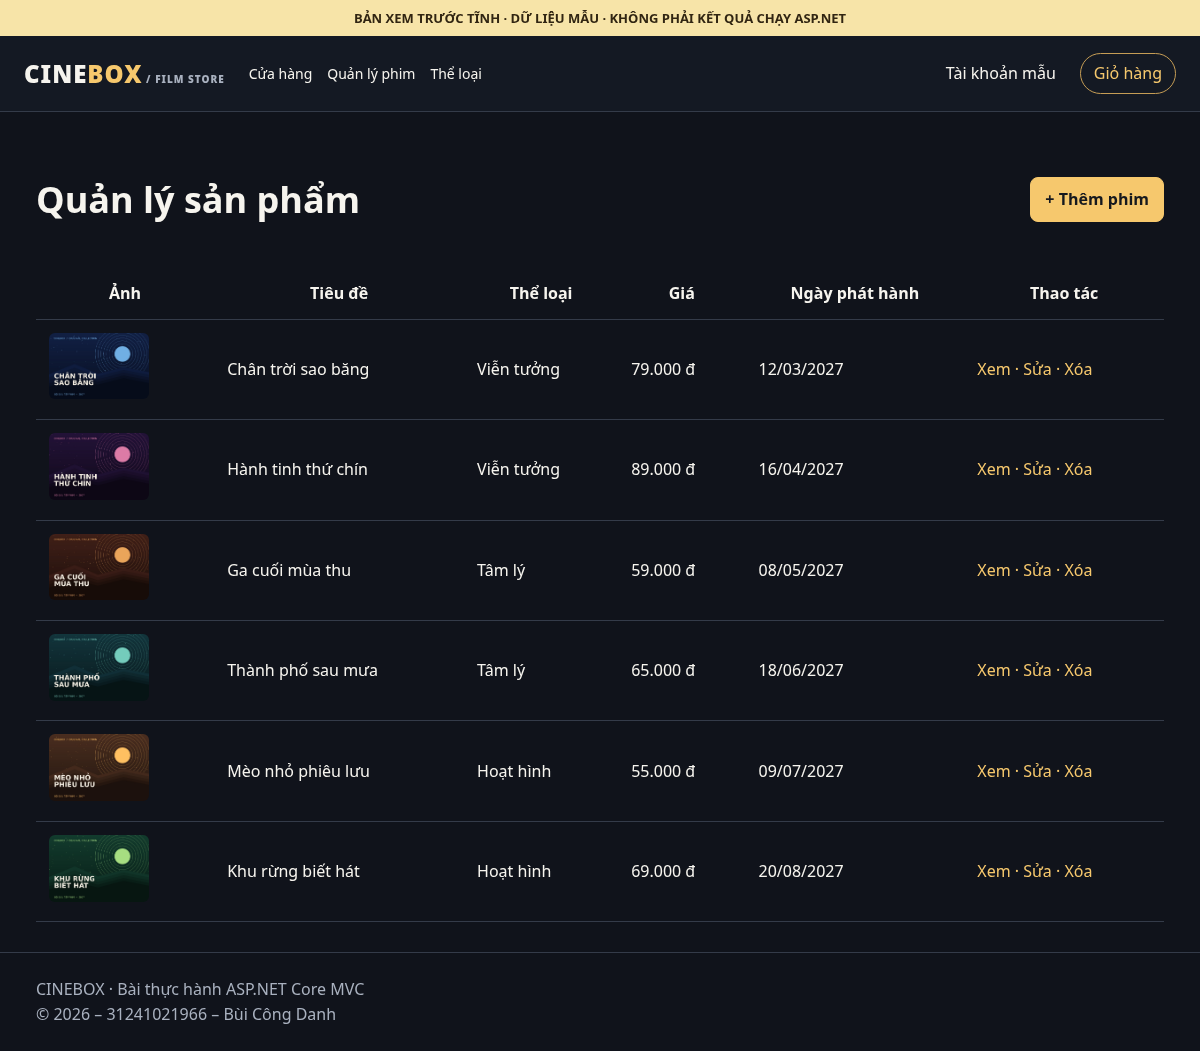 BẢN XEM TRƯỚC TĨNH · DỮ LIỆU MẪU · KHÔNG PHẢI KẾT QUẢ CHẠY ASP.NET
CINEBOX / FILM STORE Cửa hàng Quản lý phim Thể loại Tài khoản mẫu Giỏ hàng
Quản lý sản phẩm + Thêm phim
Ảnh Tiêu đề Thể loại Giá Ngày phát hành Thao tác
CHÂN TRỜI
SAO BĂNG
Chân trời sao băng Viễn tưởng 79.000 đ 12/03/2027 Xem · Sửa · Xóa
HÀNH TINH
THỨ CHÍN
Hành tinh thứ chín Viễn tưởng 89.000 đ 16/04/2027 Xem · Sửa · Xóa
GA CUỐI
MÙA THU
Ga cuối mùa thu Tâm lý 59.000 đ 08/05/2027 Xem · Sửa · Xóa
THÀNH PHỐ
SAU MƯA
Thành phố sau mưa Tâm lý 65.000 đ 18/06/2027 Xem · Sửa · Xóa
MÈO NHỎ
PHIÊU LƯU
Mèo nhỏ phiêu lưu Hoạt hình 55.000 đ 09/07/2027 Xem · Sửa · Xóa
KHU RỪNG
BIẾT HÁT
Khu rừng biết hát Hoạt hình 69.000 đ 20/08/2027 Xem · Sửa · Xóa
CINEBOX · Bài thực hành ASP.NET Core MVC
© 2026 – 31241021966 – Bùi Công Danh